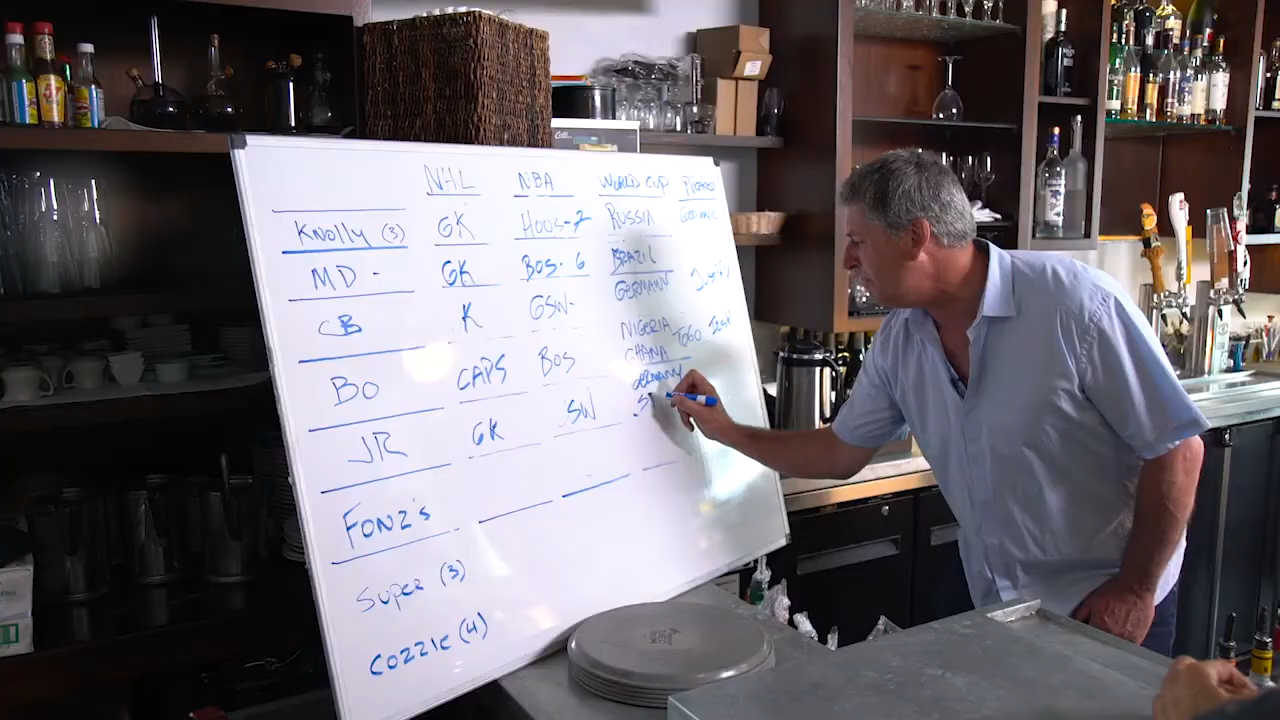 NHL NBA WORLD CUP
Knolly (3) GK HOOS-7 RUSSIA
MD - GK BOS- 6 BRAZIL
GERMANY
CB K GSW-
NIGERIA TOGO
GHANA
BO CAPS BOS GERMANY
JR GK SW S
FONZ'S
SUPER (3)
COZZIE (4)